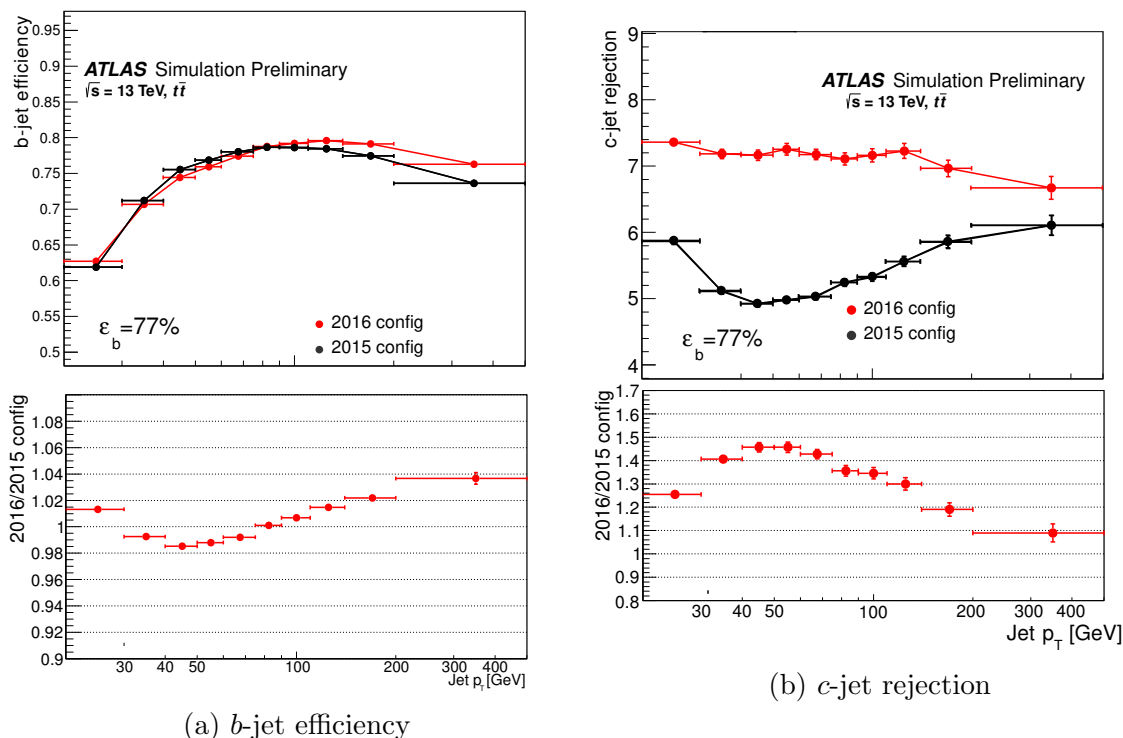 b-jet efficiency
0.95
0.9
0.85
0.8
0.75
0.7
0.65
0.6
0.55
0.5
ATLAS Simulation Preliminary
√s = 13 TeV, tt̄
ε_b=77%
2016 config
2015 config
2016/2015 config
1.08
1.06
1.04
1.02
1
0.98
0.96
0.94
0.92
0.9
30 40 50 100 200 300 400
Jet p_T [GeV]
(a) b-jet efficiency
c-jet rejection
9
8
7
6
5
4
ATLAS Simulation Preliminary
√s = 13 TeV, tt̄
ε_b=77%
2016 config
2015 config
2016/2015 config
1.7
1.6
1.5
1.4
1.3
1.2
1.1
1
0.9
0.8
30 40 50 100 200 300 400
Jet p_T [GeV]
(b) c-jet rejection